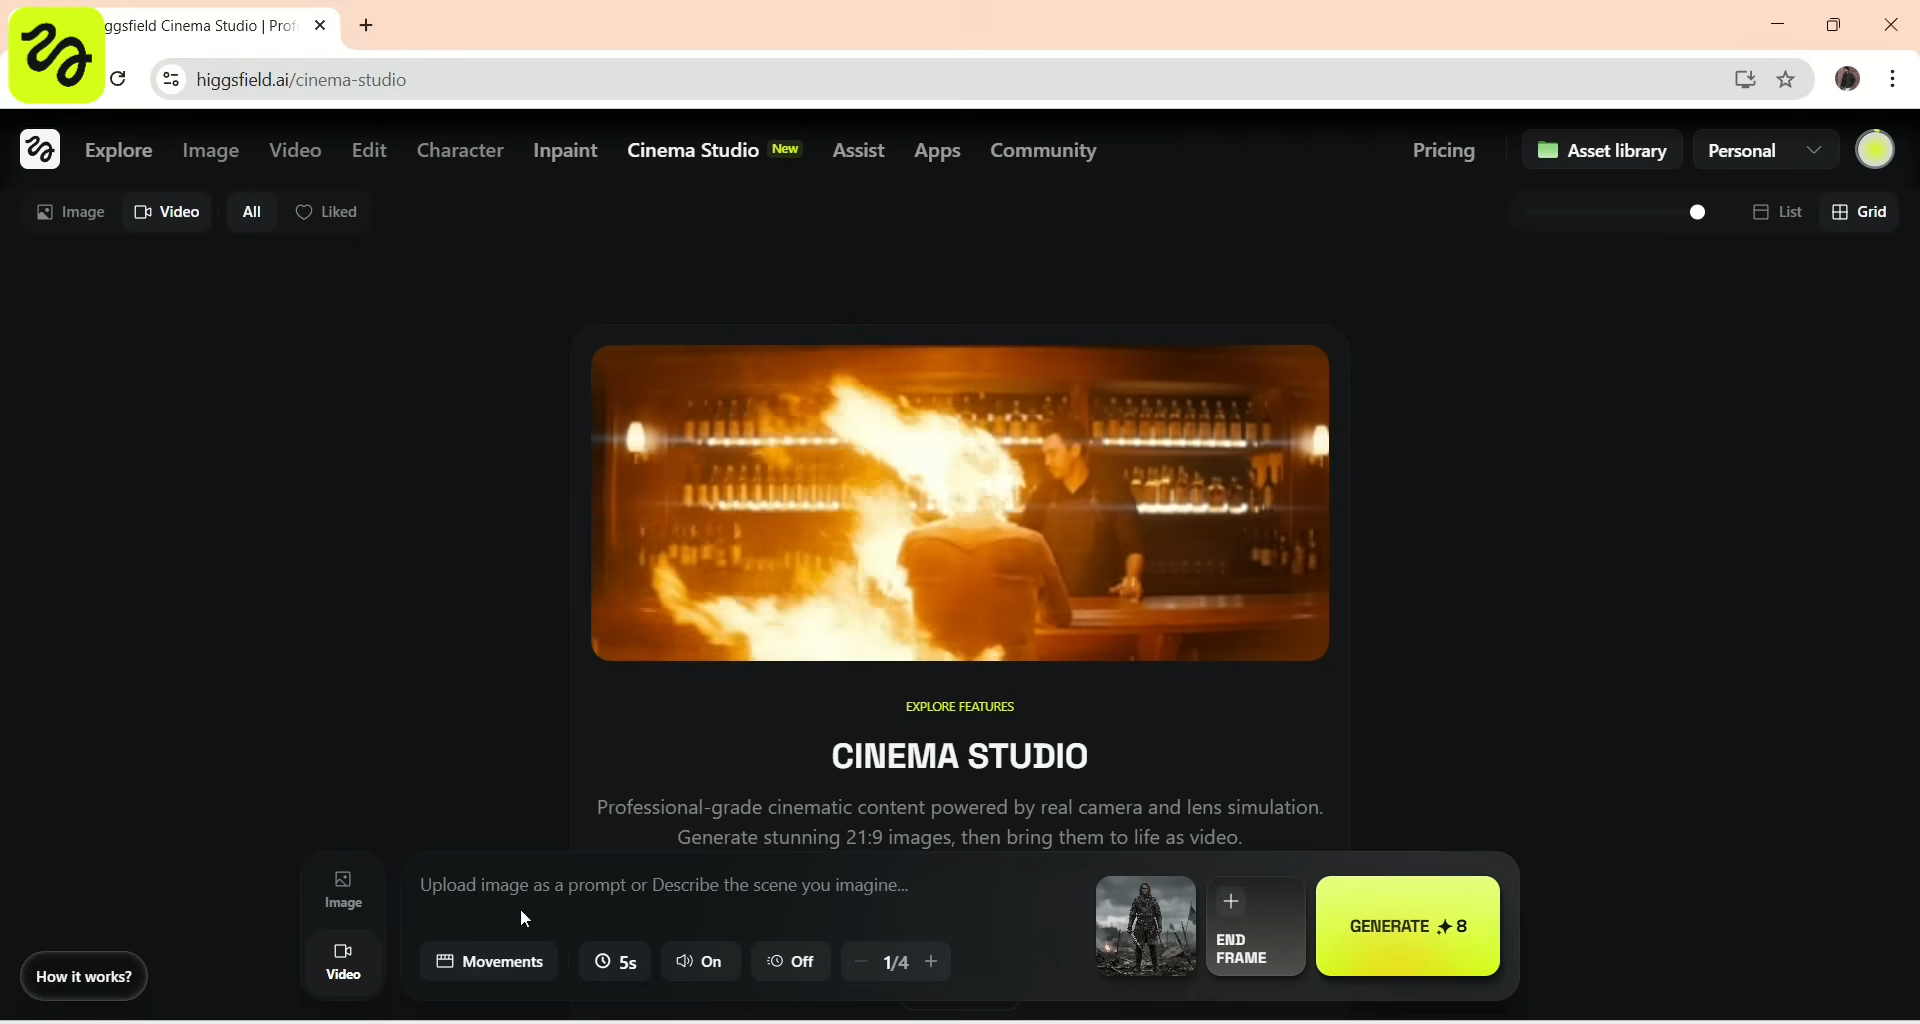 ggsfield Cinema Studio | Prof
higgsfield.ai/cinema-studio
Explore Image Video Edit Character Inpaint Cinema Studio New Assist Apps Community Pricing Asset library Personal
Image Video All Liked List Grid
EXPLORE FEATURES
CINEMA STUDIO
Professional-grade cinematic content powered by real camera and lens simulation.
Generate stunning 21:9 images, then bring them to life as video.
Image
Upload image as a prompt or Describe the scene you imagine...
Video
Movements 5s On Off 1/4
END
FRAME
GENERATE 8
How it works?